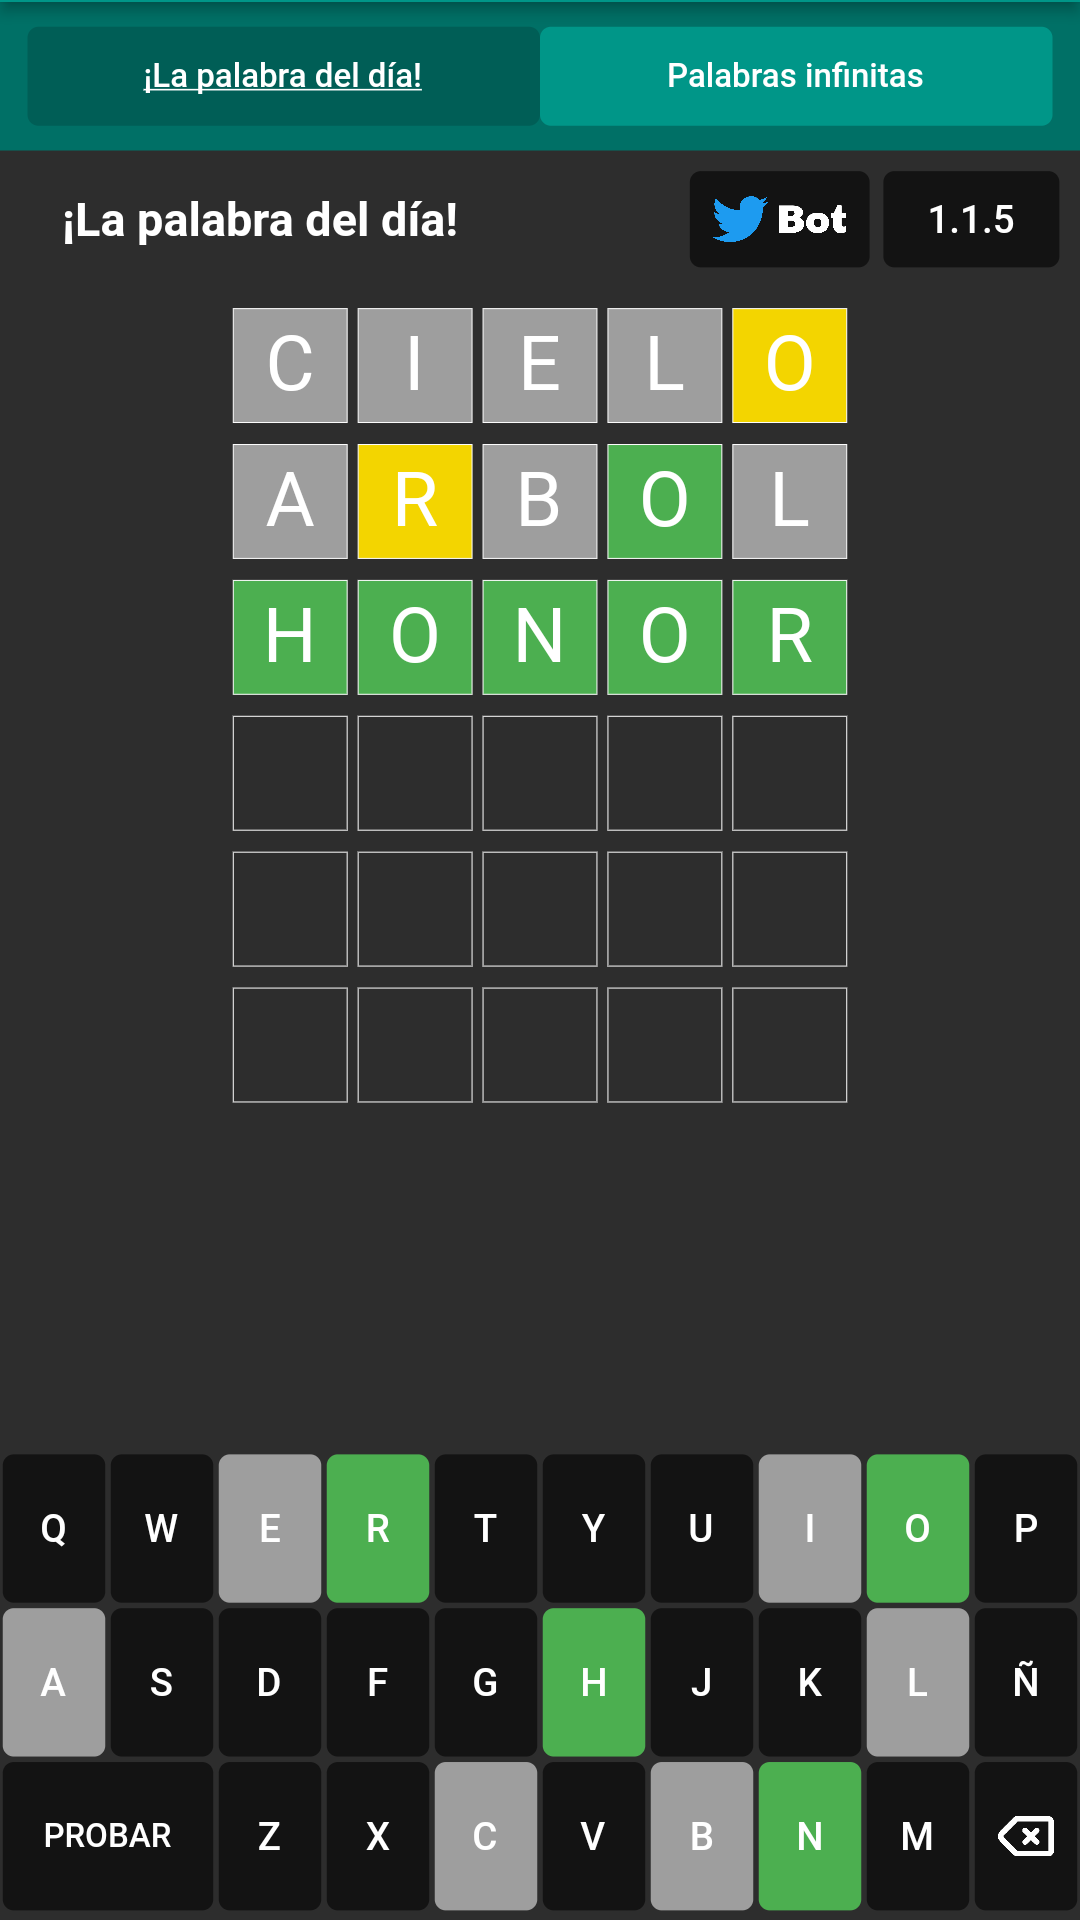 ¡La palabra del día! Palabras infinitas
¡La palabra del día! Bot 1.1.5
C I E L O
A R B O L
H O N O R
Q W E R T Y U I O P
A S D F G H J K L Ñ
PROBAR Z X C V B N M